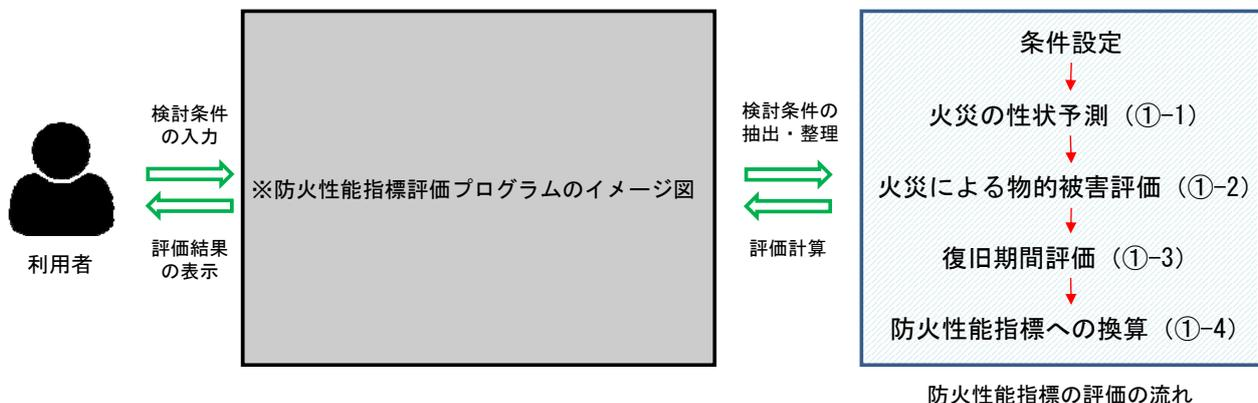 検討条件
の入力
評価結果
の表示
利用者
※防火性能指標評価プログラムのイメージ図
検討条件の
抽出・整理
評価計算
条件設定
火災の性状予測（①-1）
火災による物的被害評価（①-2）
復旧期間評価（①-3）
防火性能指標への換算（①-4）
防火性能指標の評価の流れ